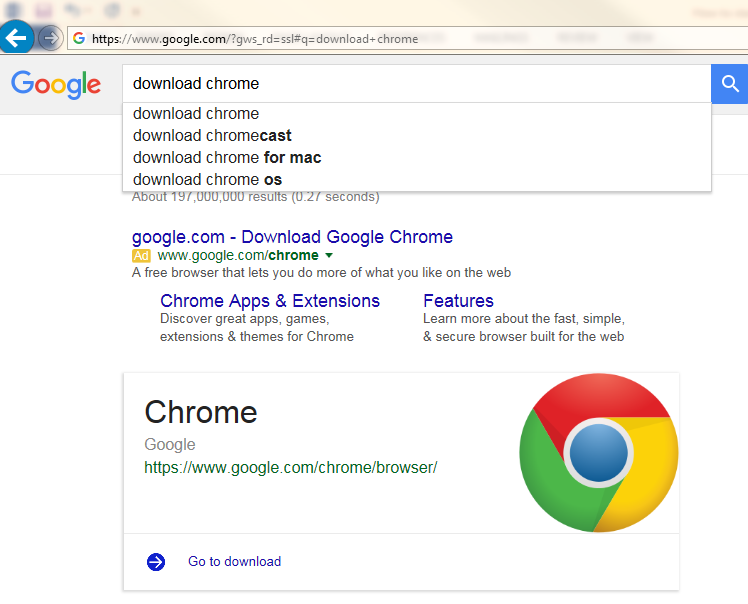 https://www.google.com/?gws_rd=ssl#q=download+chrome
Google
download chrome
download chrome
download chromecast
download chrome for mac
download chrome os
About 197,000,000 results (0.27 seconds)
google.com - Download Google Chrome
Ad www.google.com/chrome
A free browser that lets you do more of what you like on the web
Chrome Apps & Extensions
Discover great apps, games,
extensions & themes for Chrome
Features
Learn more about the fast, simple,
& secure browser built for the web
Chrome
Google
https://www.google.com/chrome/browser/
Go to download